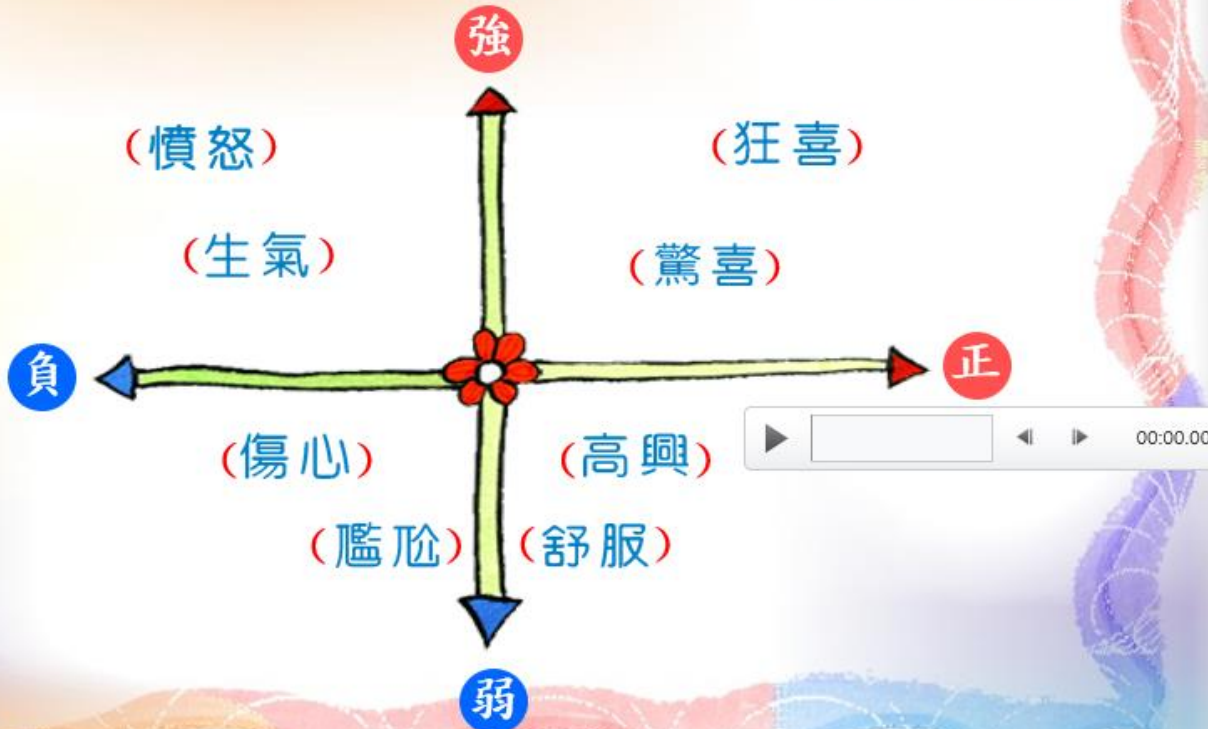 強
(憤怒)
(狂喜)
(生氣)
(驚喜)
負
正
(傷心)
(高興)
00:00.00
(尷尬)
(舒服)
弱